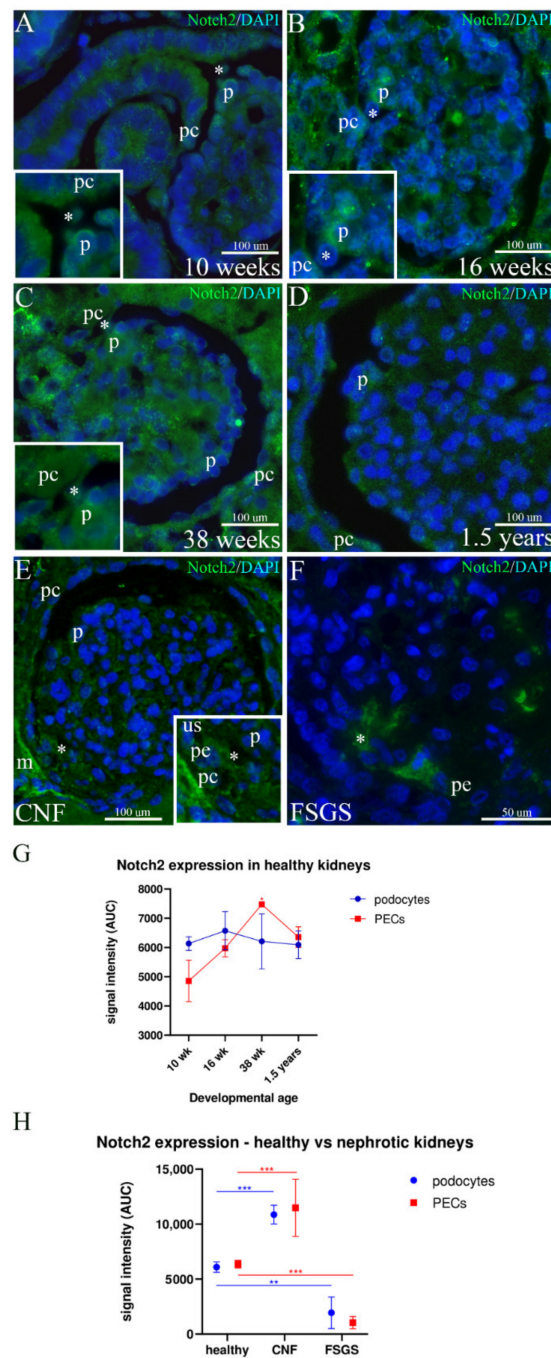 A
Notch2/DAPI
*
p
pc
pc
*
p
100 um
10 weeks
B
Notch2/DAPI
p
pc *
p
pc *
100 um
16 weeks
C
Notch2/DAPI
pc *
p
p
pc
pc
*
p
100 um
38 weeks
D
Notch2/DAPI
p
pc
100 um
1.5 years
E
Notch2/DAPI
pc
p
*
m
us
p
pe *
pc
CNF
100 um
F
Notch2/DAPI
*
pe
FSGS
50 um
G
Notch2 expression in healthy kidneys
signal intensity (AUC)
8000
7000
6000
5000
4000
3000
*
10 wk
16 wk
38 wk
1.5 years
Developmental age
podocytes
PECs
H
Notch2 expression - healthy vs nephrotic kidneys
signal intensity (AUC)
15,000
10,000
5000
0
***
***
***
**
healthy
CNF
FSGS
podocytes
PECs